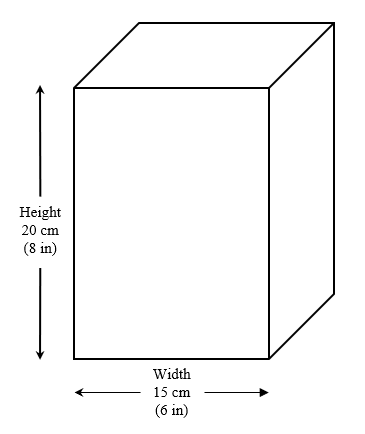 Height
20 cm
(8 in)
Width
15 cm
(6 in)